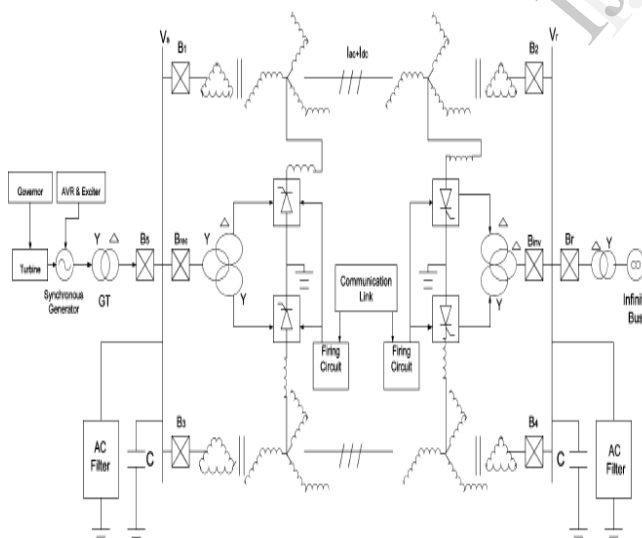 Vs
Vr
B1
Iac+Idc
B2
Governor
AVR & Exciter
Turbine
Synchronous
Generator
Y
Δ
GT
B5
Brec
Y
Δ
Y
Communication
Link
Firing
Circuit
Firing
Circuit
Δ
Δ
Y
Binv
Br
Δ
Y
Infinit
Bus
B3
B4
AC
Filter
C
C
AC
Filter